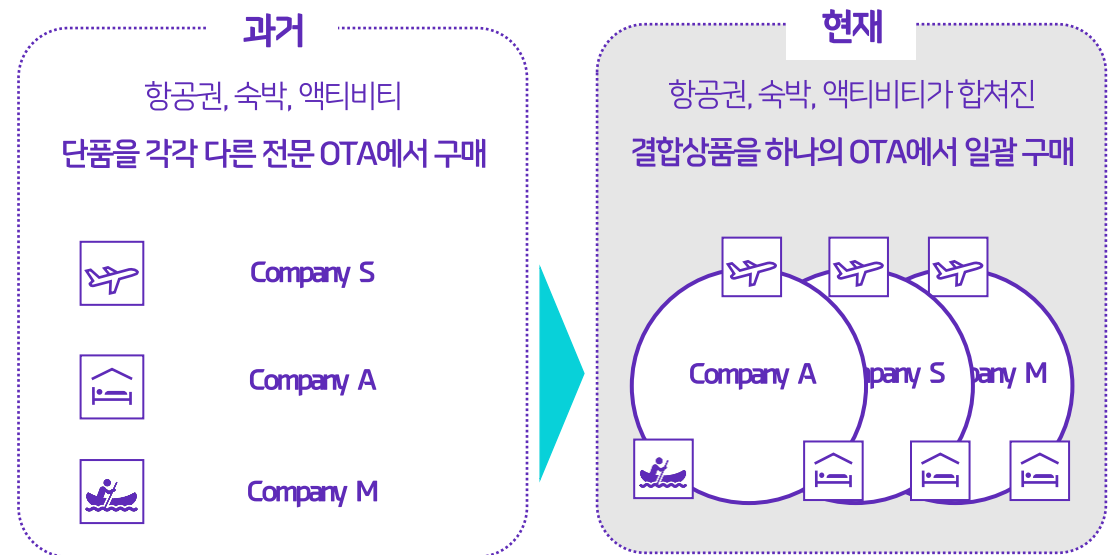 과거
항공권, 숙박, 액티비티
단품을 각각 다른 전문 OTA에서 구매
Company S
Company A
Company M
현재
항공권, 숙박, 액티비티가 합쳐진
결합상품을 하나의 OTA에서 일괄 구매
Company A
pany S
pany M